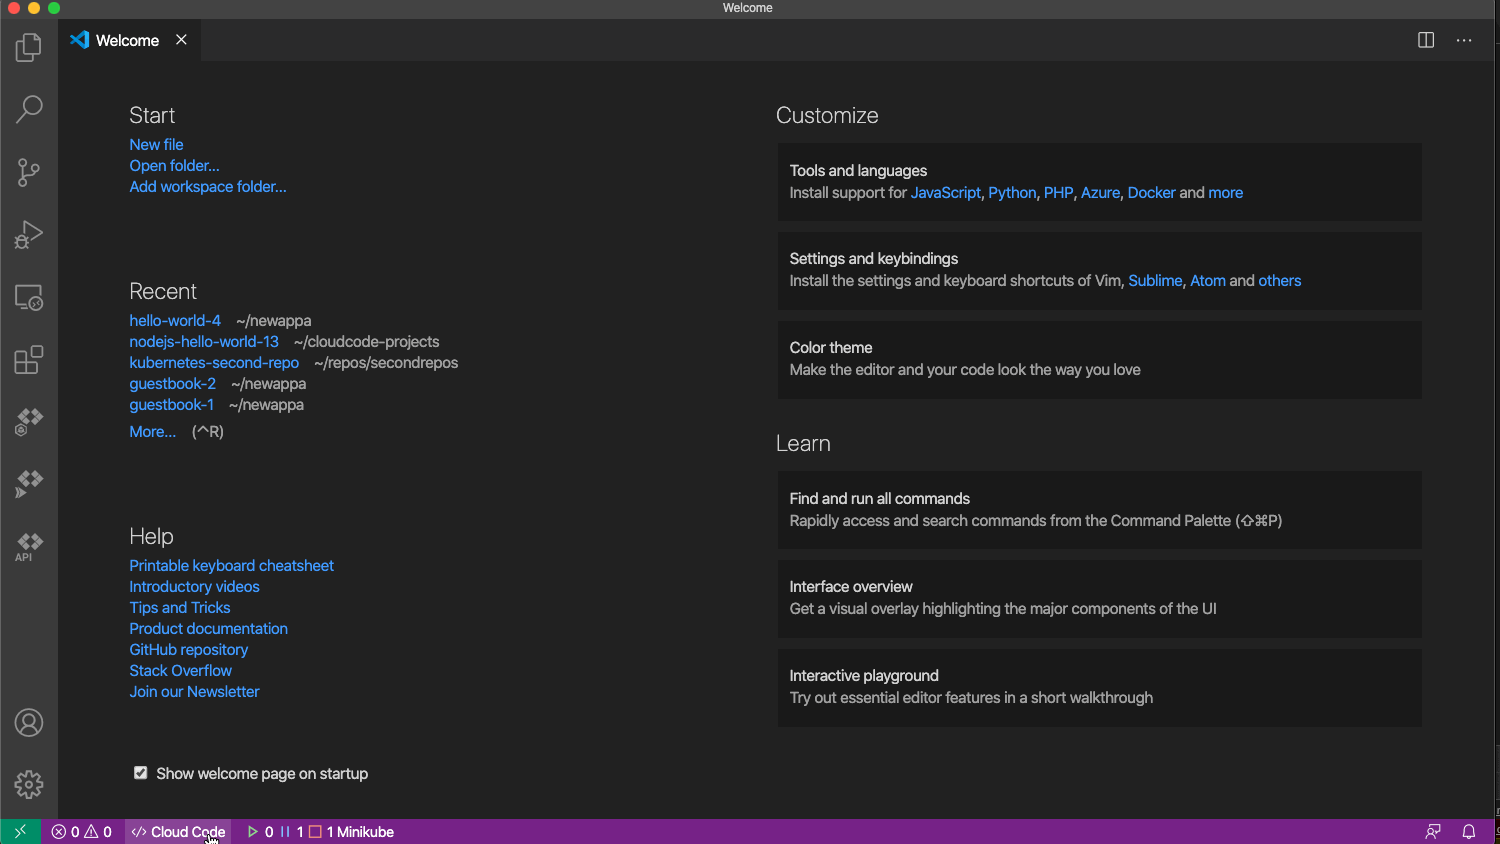 Welcome
Welcome
Start
New file
Open folder...
Add workspace folder...
Recent
hello-world-4 ~/newappa
nodejs-hello-world-13 ~/cloudcode-projects
kubernetes-second-repo ~/repos/secondrepos
guestbook-2 ~/newappa
guestbook-1 ~/newappa
More... (^R)
Help
Printable keyboard cheatsheet
Introductory videos
Tips and Tricks
Product documentation
GitHub repository
Stack Overflow
Join our Newsletter
Show welcome page on startup
Customize
Tools and languages
Install support for JavaScript, Python, PHP, Azure, Docker and more
Settings and keybindings
Install the settings and keyboard shortcuts of Vim, Sublime, Atom and others
Color theme
Make the editor and your code look the way you love
Learn
Find and run all commands
Rapidly access and search commands from the Command Palette (⇧⌘P)
Interface overview
Get a visual overlay highlighting the major components of the UI
Interactive playground
Try out essential editor features in a short walkthrough
API
0 0 </> Cloud Code 0 1 1 Minikube